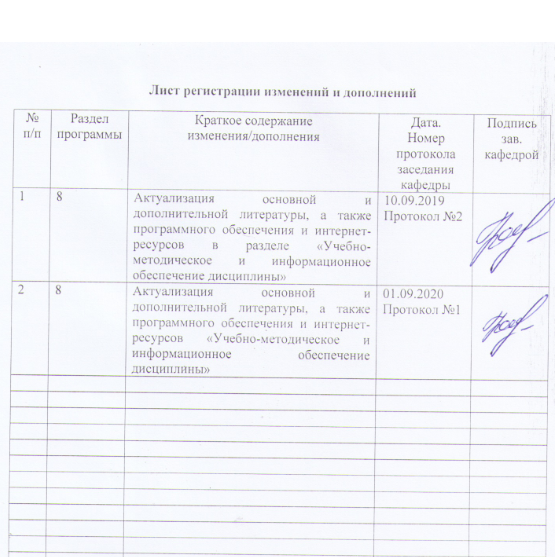 Лист регистрации изменений и дополнений
№ п/п
Раздел программы
Краткое содержание изменения/дополнения
Дата. Номер протокола заседания кафедры
Подпись зав. кафедрой
1
8
Актуализация основной и
дополнительной литературы, а также
программного обеспечения и интернет-
ресурсов в разделе «Учебно-
методическое и информационное
обеспечение дисциплины»
10.09.2019
Протокол №2
2
8
Актуализация основной и
дополнительной литературы, а также
программного обеспечения и интернет-
ресурсов «Учебно-методическое и
информационное обеспечение
дисциплины»
01.09.2020
Протокол №1